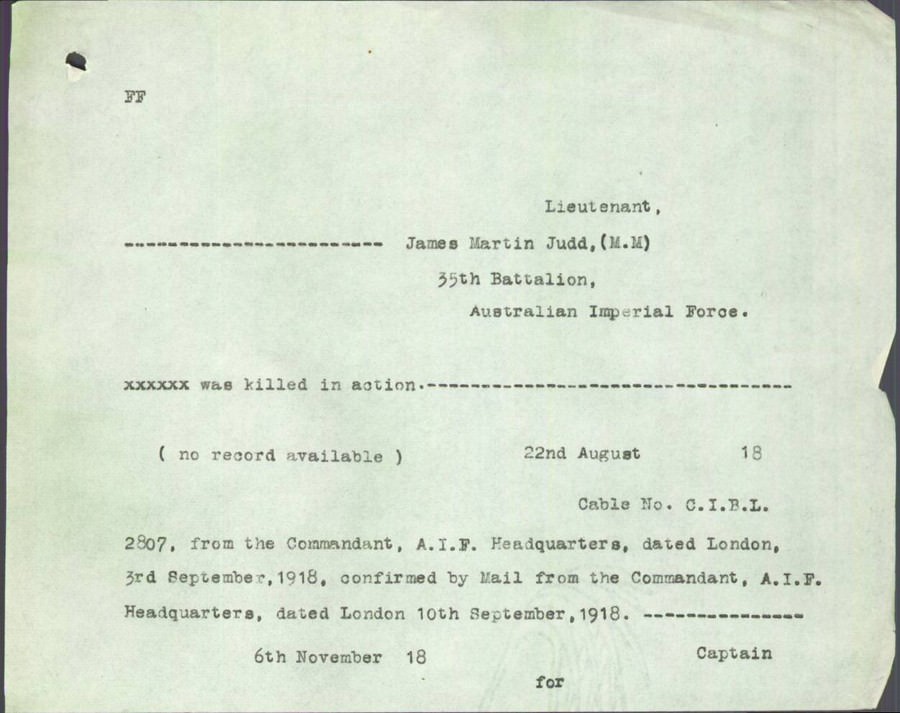 FF
Lieutenant,
------------------------ James Martin Judd,(M.M)
35th Battalion,
Australian Imperial Force.
xxxxxx was killed in action.----------------------------------
( no record available ) 22nd August 18
Cable No. C.I.B.L.
2807, from the Commandant, A.I.F. Headquarters, dated London,
3rd September,1918, confirmed by Mail from the Commandant, A.I.F.
Headquarters, dated London 10th September,1918. ---------------
6th November 18 Captain
for